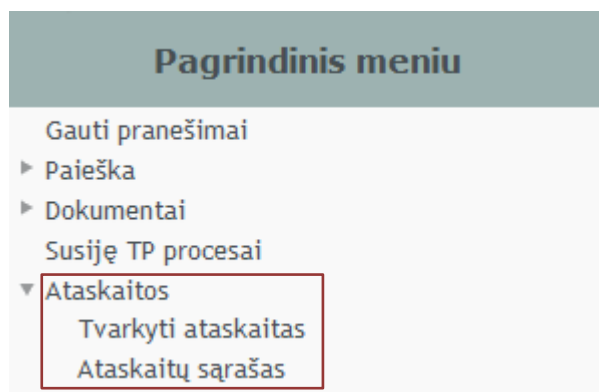 Pagrindinis meniu
Gauti pranešimai
Paieška
Dokumentai
Susiję TP procesai
Ataskaitos
Tvarkyti ataskaitas
Ataskaitų sąrašas